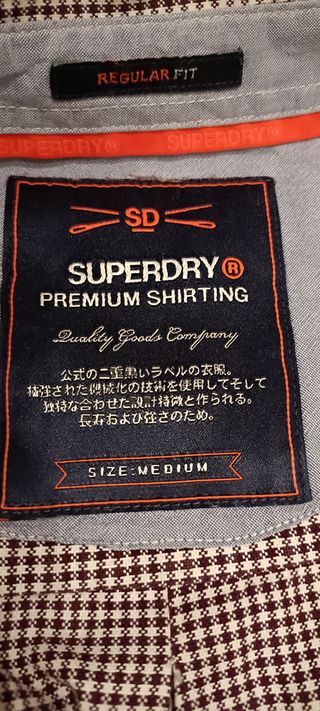 REGULAR FIT
SUPERDRY® SUPERDRY®
SD
SUPERDRY®
PREMIUM SHIRTING
Quality Goods Company
公式の二重黒いラベルの衣服。
補強された機械化の技術を使用してそして
独特な合わせた設計特徴と作られる。
長寿および強さのため。
SIZE:MEDIUM